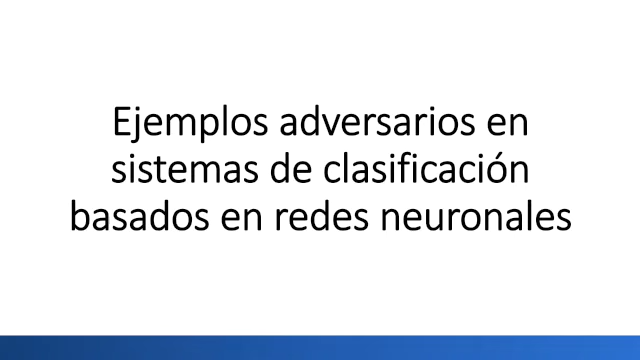 Ejemplos adversarios en
sistemas de clasificación
basados en redes neuronales